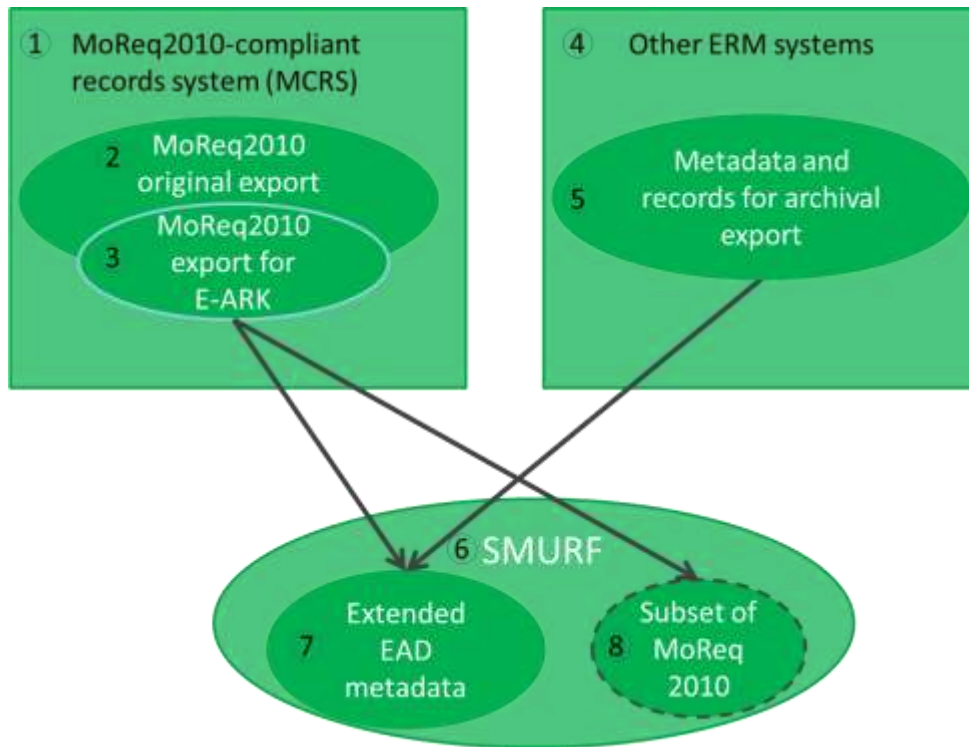 ① MoReq2010-compliant
records system (MCRS)
2 MoReq2010
original export
3 MoReq2010
export for
E-ARK
④ Other ERM systems
5 Metadata and
records for archival
export
⑥ SMURF
7 Extended
EAD
metadata
8 Subset of
MoReq
2010